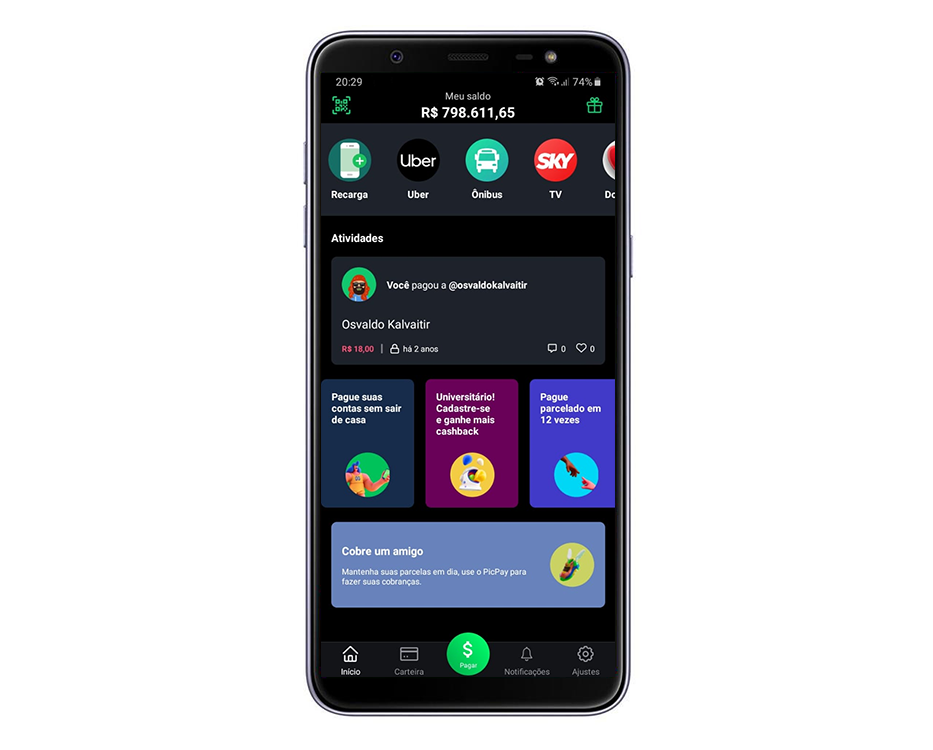 20:29
74%
Meu saldo
R$ 798.611,65
Uber
SKY
Recarga
Uber
Ônibus
TV
Atividades
Você pagou a @osvaldokalvaitir
Osvaldo Kalvaitir
R$ 18,00 | há 2 anos
0
0
Pague suas
contas sem sair
de casa
Universitário!
Cadastre-se
e ganhe mais
cashback
Pague
parcelado em
12 vezes
Cobre um amigo
Mantenha suas parcelas em dia, use o PicPay para
fazer suas cobranças.
$
Pagar
Início
Carteira
Notificações
Ajustes